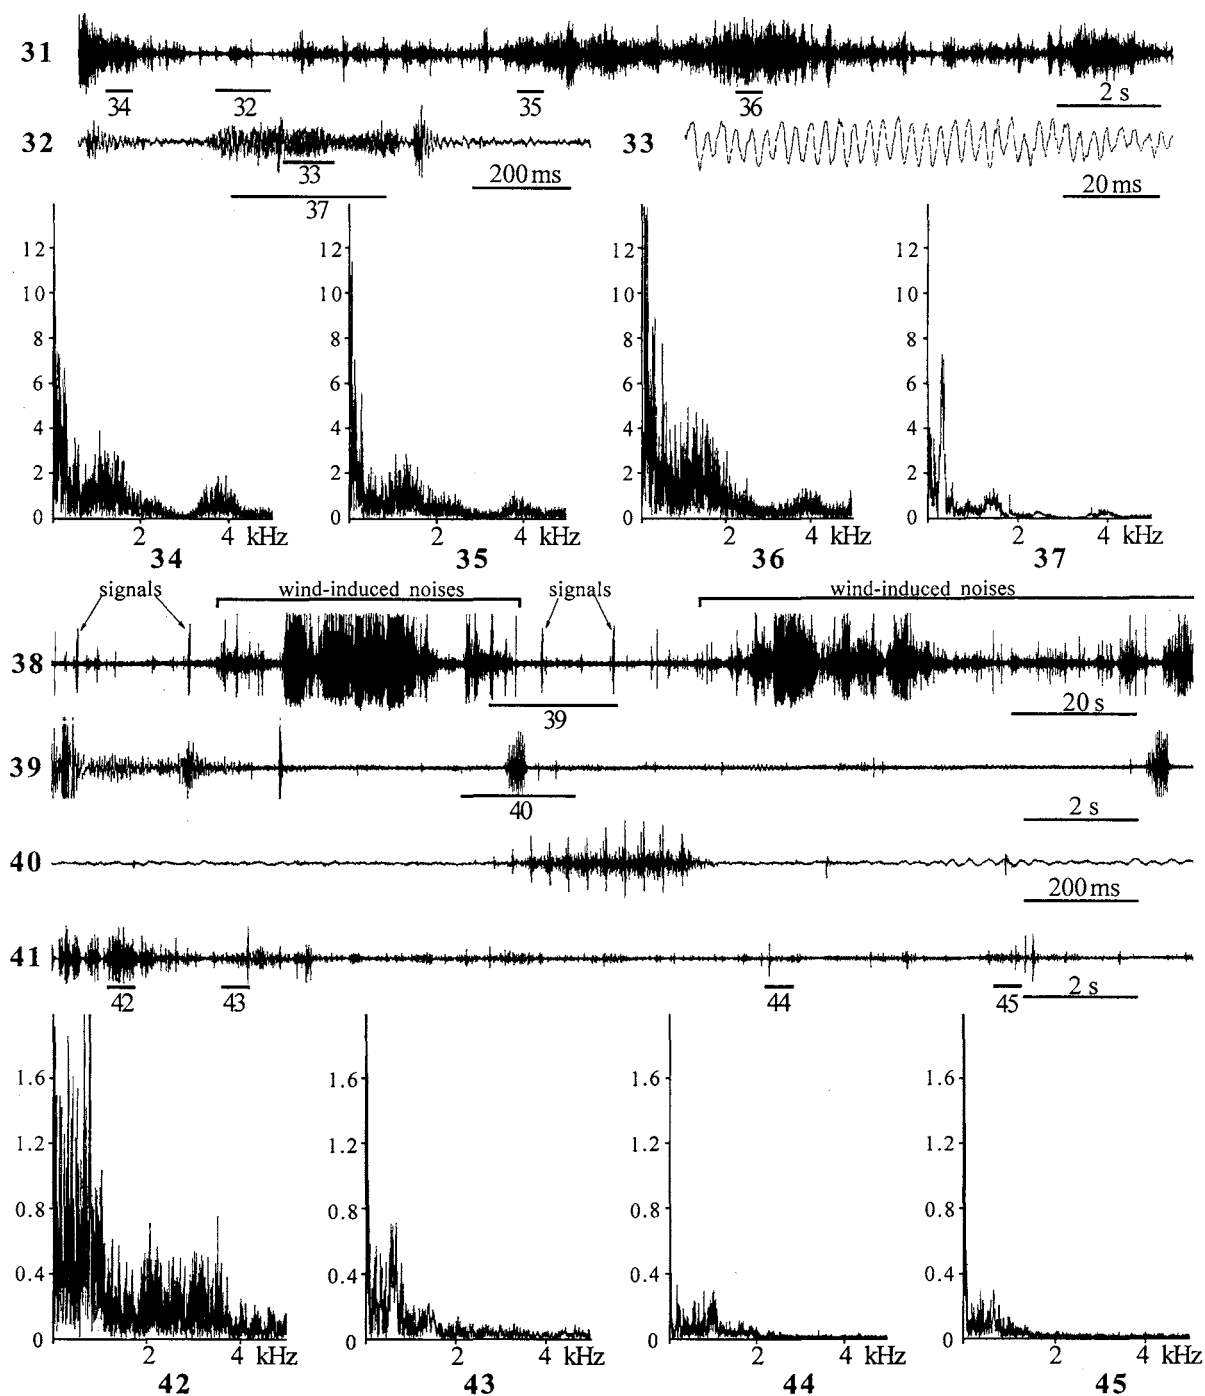 31
34 32 35 36 2 s
32 33
33 200 ms 20 ms
37
12 12 12 12
10 10 10 10
8 8 8 8
6 6 6 6
4 4 4 4
2 2 2 2
0 0 0 0
2 4 kHz 2 4 kHz 2 4 kHz 2 4 kHz
34 35 36 37
signals wind-induced noises signals wind-induced noises
38
39 20 s
39
40 2 s
40
200 ms
41
42 43 44 45 2 s
1.6 1.6 1.6 1.6
1.2 1.2 1.2 1.2
0.8 0.8 0.8 0.8
0.4 0.4 0.4 0.4
0 0 0 0
2 4 kHz 2 4 kHz 2 4 kHz 2 4 kHz
42 43 44 45